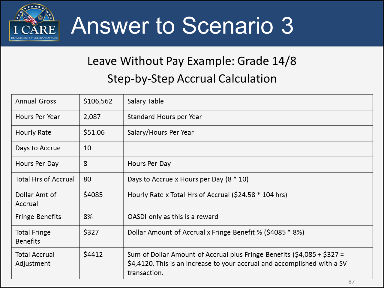 I CARE
Answer to Scenario 3
Leave Without Pay Example: Grade 14/8
Step-by-Step Accrual Calculation
Annual Gross $106,562 Salary Table
Hours Per Year 2,087 Standard Hours per Year
Hourly Rate $51.06 Salary/Hours Per Year
Days to Accrue 10
Hours Per Day 8 Hours Per Day
Total Hrs of Accrual 80 Days to Accrue x Hours per Day (8 * 10)
Dollar Amt of $4085 Hourly Rate x Total Hrs of Accrual ($24.58 * 104 hrs)
Accrual
Fringe Benefits 8% OASDI only as this is a reward
Total Fringe $327 Dollar Amount of Accrual x Fringe Benefit % ($4085 * 8%)
Benefits
Total Accrual $4412 Sum of Dollar Amount of Accrual plus Fringe Benefits ($4,085 + $327 =
Adjustment $4,4120. This is an increase to your accrual and accomplished with a SV
transaction.